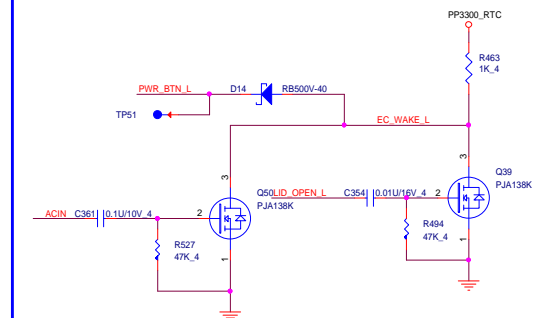 PP3300_RTC
R463
1K_4
PWR_BTN_L
D14
RB500V-40
TP51
EC_WAKE_L
3
3
Q39
PJA138K
Q50
LID_OPEN_L
C354
0.01U/16V_4
2
PJA138K
ACIN
C361
0.1U/10V_4
2
R494
47K_4
R527
47K_4
1
1